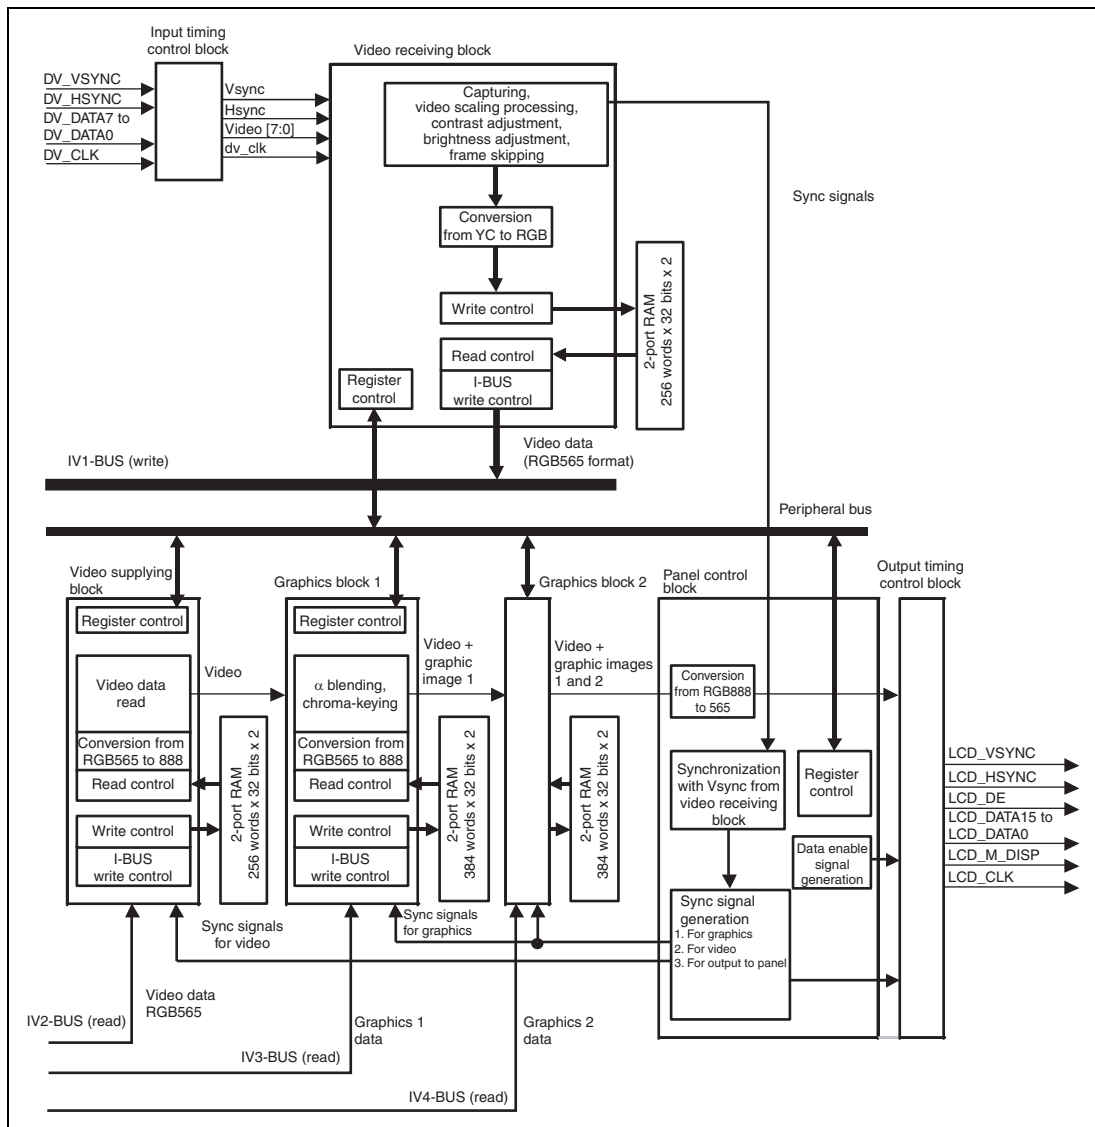 Input timing
control block
DV_VSYNC
DV_HSYNC
DV_DATA7 to
DV_DATA0
DV_CLK
Vsync
Hsync
Video [7:0]
dv_clk
Video receiving block
Capturing,
video scaling processing,
contrast adjustment,
brightness adjustment,
frame skipping
Sync signals
Conversion
from YC to RGB
Write control
Read control
I-BUS
write control
2-port RAM
256 words x 32 bits x 2
Register
control
Video data
(RGB565 format)
IV1-BUS (write)
Peripheral bus
Video supplying
block
Register control
Video data
read
Conversion from
RGB565 to 888
Read control
Write control
I-BUS
write control
Video
2-port RAM
256 words x 32 bits x 2
Graphics block 1
Register control
α blending,
chroma-keying
Conversion from
RGB565 to 888
Read control
Write control
I-BUS
write control
Video +
graphic
image 1
2-port RAM
384 words x 32 bits x 2
Graphics block 2
Video +
graphic images
1 and 2
2-port RAM
384 words x 32 bits x 2
Panel control
block
Conversion
from RGB888
to 565
Synchronization
with Vsync from
video receiving
block
Register
control
Data enable
signal
generation
Sync signal
generation
1. For graphics
2. For video
3. For output to panel
Output timing
control block
LCD_VSYNC
LCD_HSYNC
LCD_DE
LCD_DATA15 to
LCD_DATA0
LCD_M_DISP
LCD_CLK
Sync signals
for video
Sync signals
for graphics
Video data
RGB565
IV2-BUS (read)
Graphics 1
data
IV3-BUS (read)
Graphics 2
data
IV4-BUS (read)